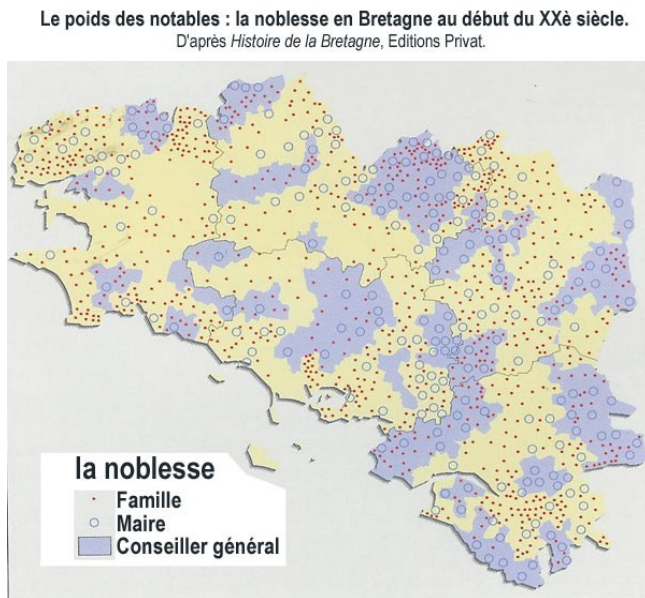 Le poids des notables : la noblesse en Bretagne au début du XXè siècle.
D'après Histoire de la Bretagne, Editions Privat.
la noblesse
Famille
Maire
Conseiller général